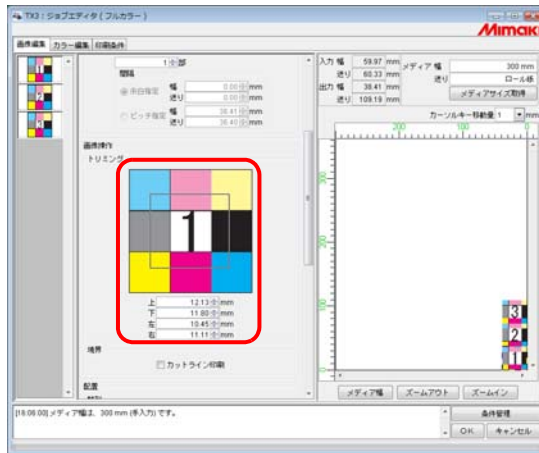 TX3 : ジョブエディタ ( フルカラー )
Mimaki
画像編集 カラー編集 印刷条件
1 部
間隔
余白指定 幅 0.00 mm
送り 0.00 mm
ピッチ指定 幅 38.41 mm
送り 36.40 mm
画像操作
トリミング
1
上 12.13 mm
下 11.80 mm
左 10.45 mm
右 11.11 mm
境界
カットライン印刷
配置
入力 幅 59.97 mm
送り 60.33 mm
出力 幅 38.41 mm
送り 109.19 mm
メディア 幅 300 mm
送り ロール様
メディアサイズ取得
カーソルキー移動量 1 mm
200 100 0
300
200
100
0
3
2
1
メディア幅 ズームアウト ズームイン
[16:06:00] メディア幅は、300 mm (手入力) です。
条件管理
OK キャンセル